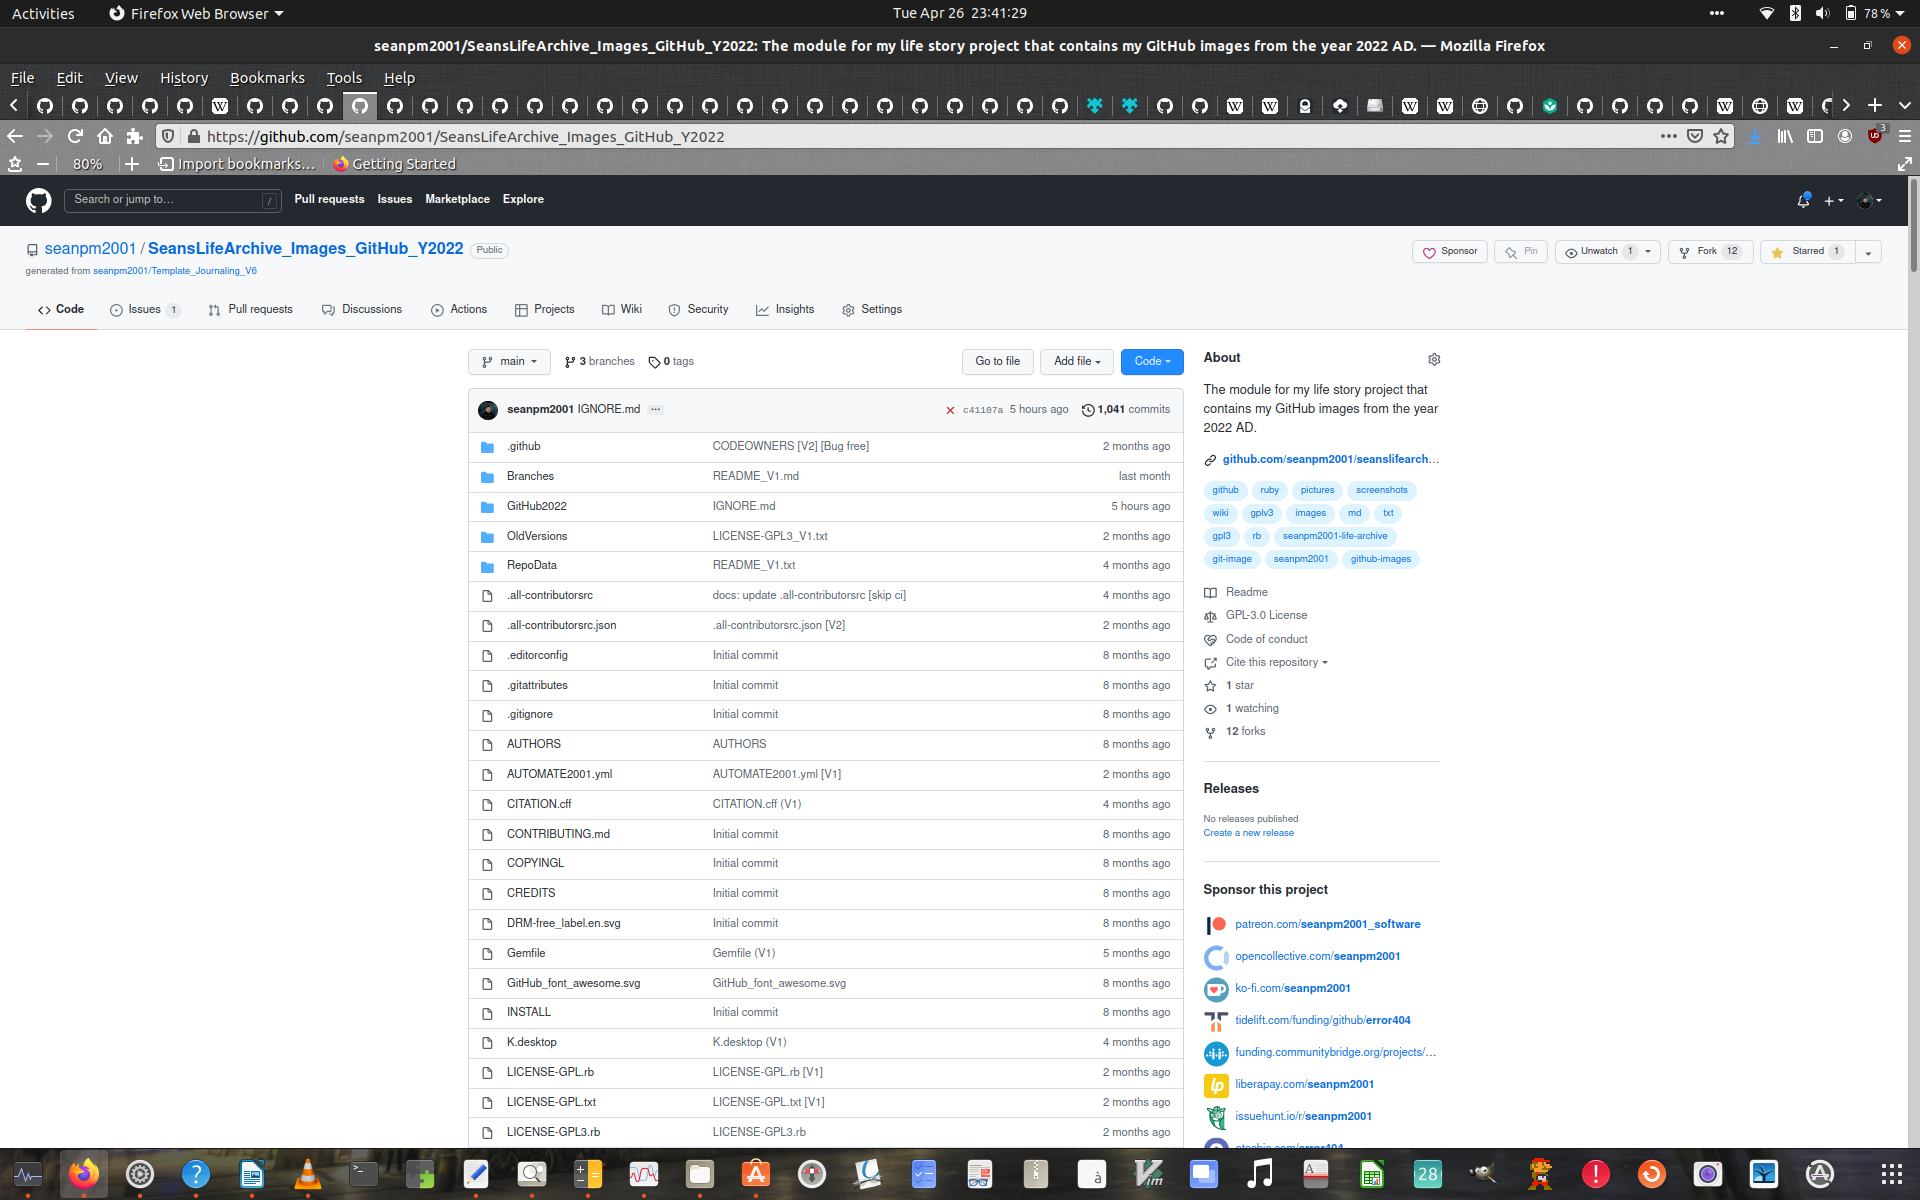 Activities Firefox Web Browser Tue Apr 26 23:41:29 78 %
seanpm2001/SeansLifeArchive_Images_GitHub_Y2022: The module for my life story project that contains my GitHub images from the year 2022 AD. — Mozilla Firefox
File Edit View History Bookmarks Tools Help
https://github.com/seanpm2001/SeansLifeArchive_Images_GitHub_Y2022 3
80% Import bookmarks... Getting Started
Search or jump to... / Pull requests Issues Marketplace Explore
seanpm2001 / SeansLifeArchive_Images_GitHub_Y2022 Public
generated from seanpm2001/Template_Journaling_V6
Sponsor Pin Unwatch 1 Fork 12 Starred 1
Code Issues 1 Pull requests Discussions Actions Projects Wiki Security Insights Settings
main 3 branches 0 tags Go to file Add file Code
seanpm2001 IGNORE.md ... c41107a 5 hours ago 1,041 commits
.github CODEOWNERS [V2] [Bug free] 2 months ago
Branches README_V1.md last month
GitHub2022 IGNORE.md 5 hours ago
OldVersions LICENSE-GPL3_V1.txt 2 months ago
RepoData README_V1.txt 4 months ago
.all-contributorsrc docs: update .all-contributorsrc [skip ci] 4 months ago
.all-contributorsrc.json .all-contributorsrc.json [V2] 2 months ago
.editorconfig Initial commit 8 months ago
.gitattributes Initial commit 8 months ago
.gitignore Initial commit 8 months ago
AUTHORS AUTHORS 8 months ago
AUTOMATE2001.yml AUTOMATE2001.yml [V1] 2 months ago
CITATION.cff CITATION.cff (V1) 4 months ago
CONTRIBUTING.md Initial commit 8 months ago
COPYINGL Initial commit 8 months ago
CREDITS Initial commit 8 months ago
DRM-free_label.en.svg Initial commit 8 months ago
Gemfile Gemfile (V1) 5 months ago
GitHub_font_awesome.svg GitHub_font_awesome.svg 8 months ago
INSTALL Initial commit 8 months ago
K.desktop K.desktop (V1) 4 months ago
LICENSE-GPL.rb LICENSE-GPL.rb [V1] 2 months ago
LICENSE-GPL.txt LICENSE-GPL.txt [V1] 2 months ago
LICENSE-GPL3.rb LICENSE-GPL3.rb 2 months ago
About
The module for my life story project that
contains my GitHub images from the year
2022 AD.
github.com/seanpm2001/seanslifearch...
github ruby pictures screenshots
wiki gplv3 images md txt
gpl3 rb seanpm2001-life-archive
git-image seanpm2001 github-images
Readme
GPL-3.0 License
Code of conduct
Cite this repository
1 star
1 watching
12 forks
Releases
No releases published
Create a new release
Sponsor this project
patreon.com/seanpm2001_software
opencollective.com/seanpm2001
ko-fi.com/seanpm2001
tidelift.com/funding/github/error404
funding.communitybridge.org/projects/...
liberapay.com/seanpm2001
issuehunt.io/r/seanpm2001
28